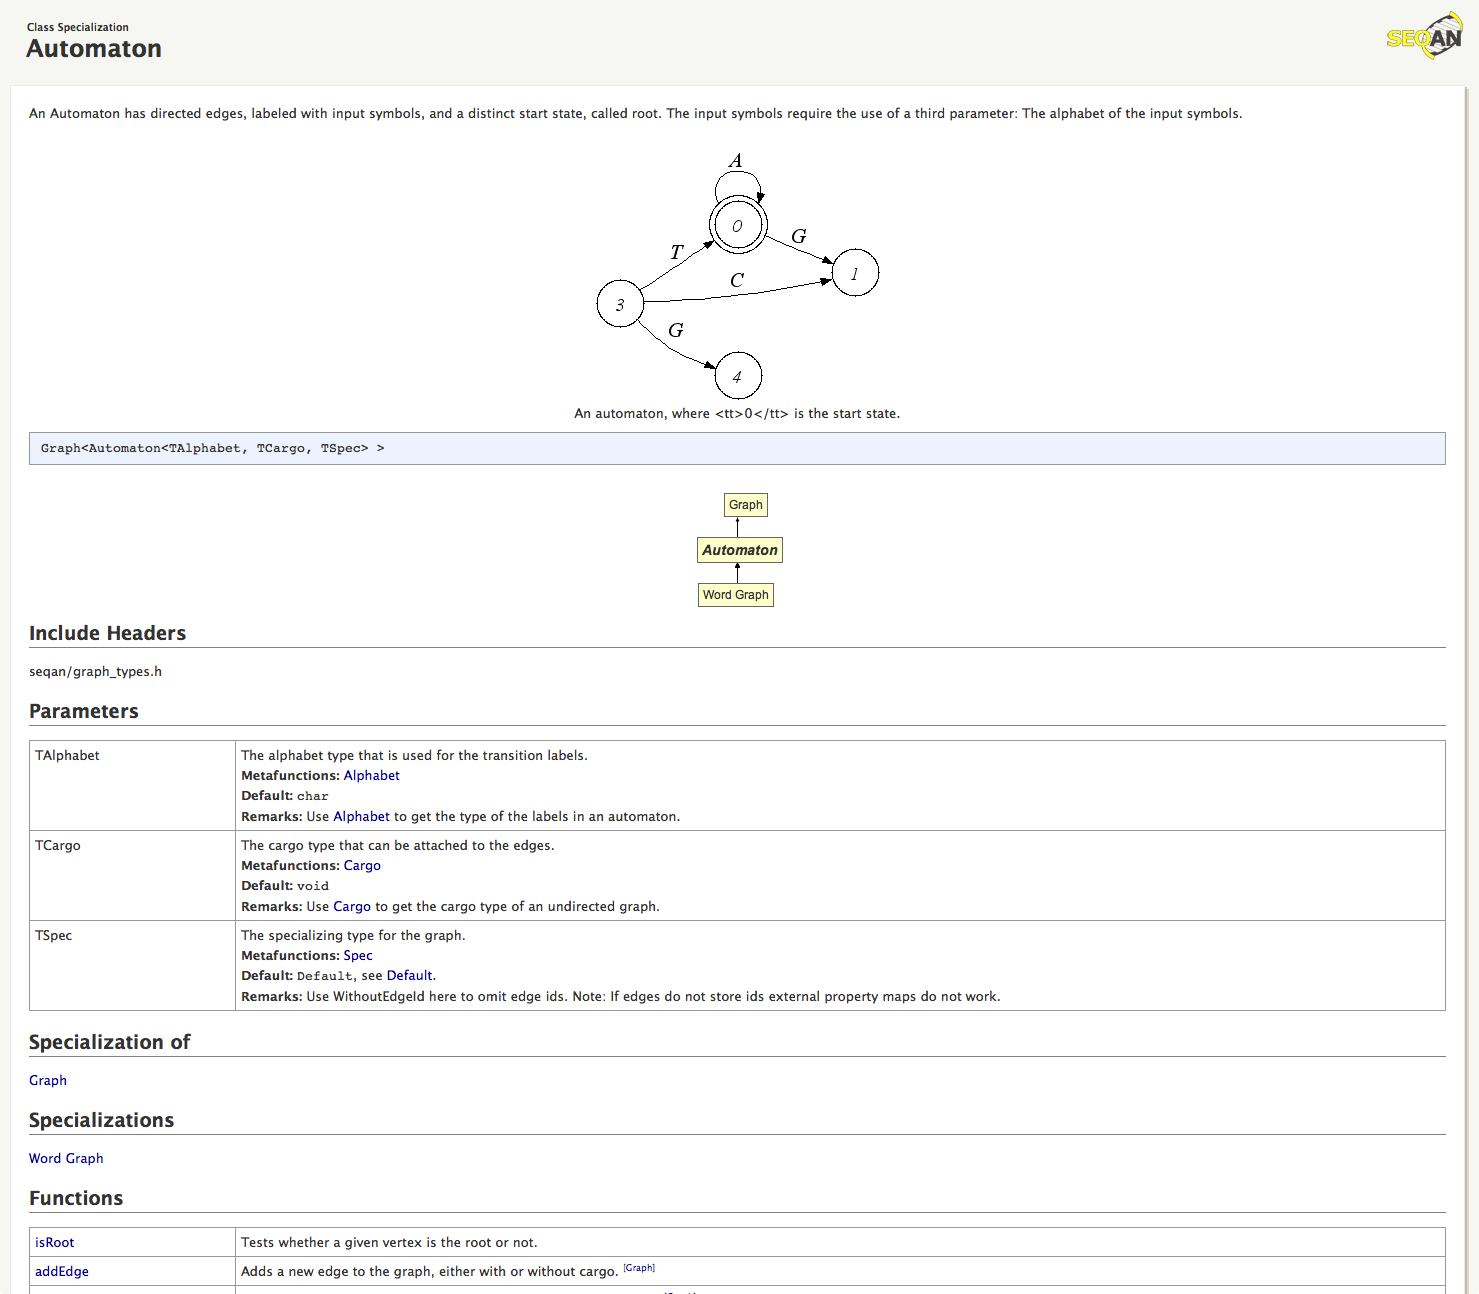 Class Specialization
Automaton
SEQAN
An Automaton has directed edges, labeled with input symbols, and a distinct start state, called root. The input symbols require the use of a third parameter: The alphabet of the input symbols.
A
0
G
T
1
C
3
G
4
An automaton, where <tt>0</tt> is the start state.
Graph<Automaton<TAlphabet, TCargo, TSpec> >
Graph
Automaton
Word Graph
Include Headers
seqan/graph_types.h
Parameters
TAlphabet
The alphabet type that is used for the transition labels.
Metafunctions: Alphabet
Default: char
Remarks: Use Alphabet to get the type of the labels in an automaton.
TCargo
The cargo type that can be attached to the edges.
Metafunctions: Cargo
Default: void
Remarks: Use Cargo to get the cargo type of an undirected graph.
TSpec
The specializing type for the graph.
Metafunctions: Spec
Default: Default, see Default.
Remarks: Use WithoutEdgeId here to omit edge ids. Note: If edges do not store ids external property maps do not work.
Specialization of
Graph
Specializations
Word Graph
Functions
isRoot
Tests whether a given vertex is the root or not.
addEdge
Adds a new edge to the graph, either with or without cargo. [Graph]